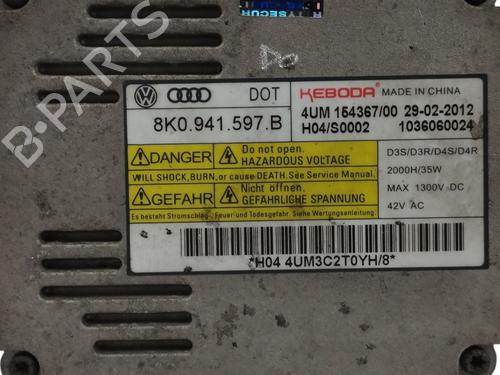 R TYSECUR
Do
DOT
KEBODA MADE IN CHINA
8K0.941.597.B
4UM 154367/00 29-02-2012
H04/S0002 1036060024
DANGER
Do not open.
HAZARDOUS VOLTAGE
WILL SHOCK, BURN, or cause DEATH. See Service Manual.
GEFAHR
Nicht öffnen.
GEFÄHRLICHE SPANNUNG
Es besteht Stromschlag-, Feuer-und Todesgefahr. Siehe Wartungsanleitung.
D3S/D3R/D4S/D4R
2000H/35W
MAX 1300V DC
42V AC
*H04 4UM3C2T0YH/8*
B-PARTS